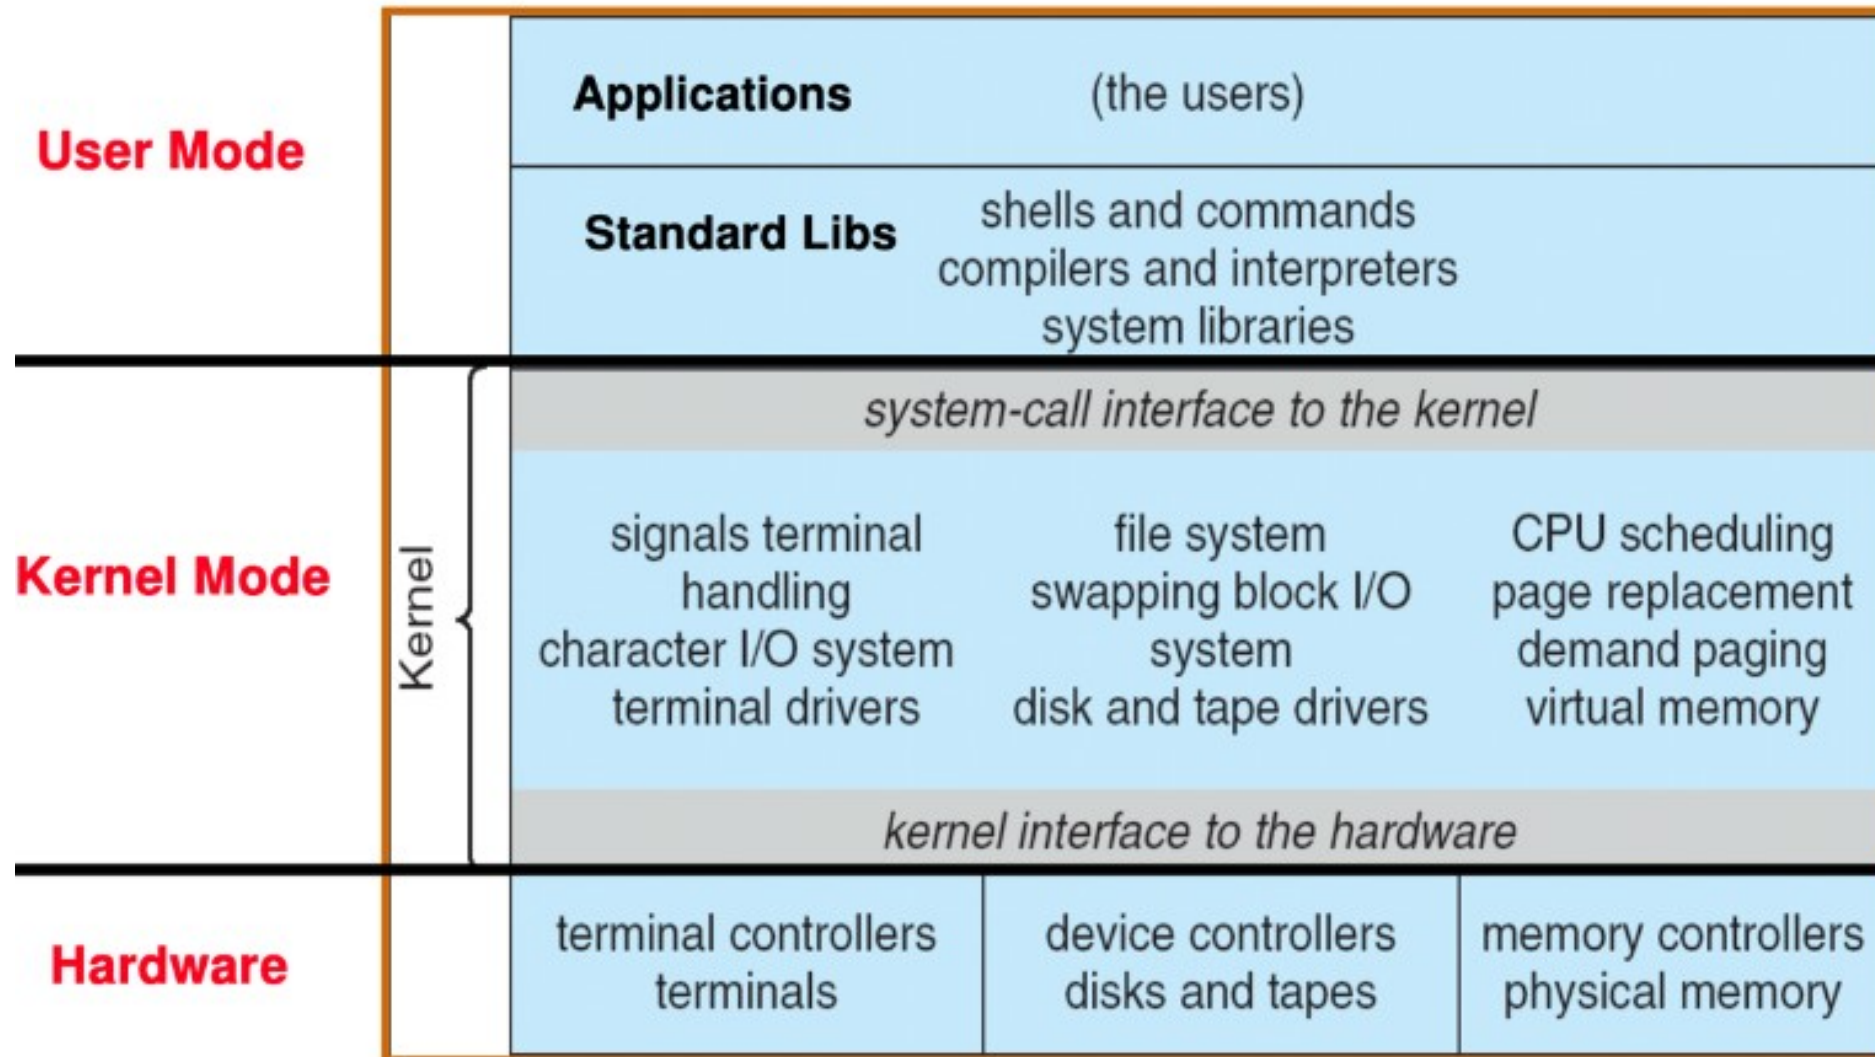 User Mode
Applications (the users)
Standard Libs
shells and commands
compilers and interpreters
system libraries
Kernel Mode
Kernel
system-call interface to the kernel
signals terminal
handling
character I/O system
terminal drivers
file system
swapping block I/O
system
disk and tape drivers
CPU scheduling
page replacement
demand paging
virtual memory
kernel interface to the hardware
Hardware
terminal controllers
terminals
device controllers
disks and tapes
memory controllers
physical memory